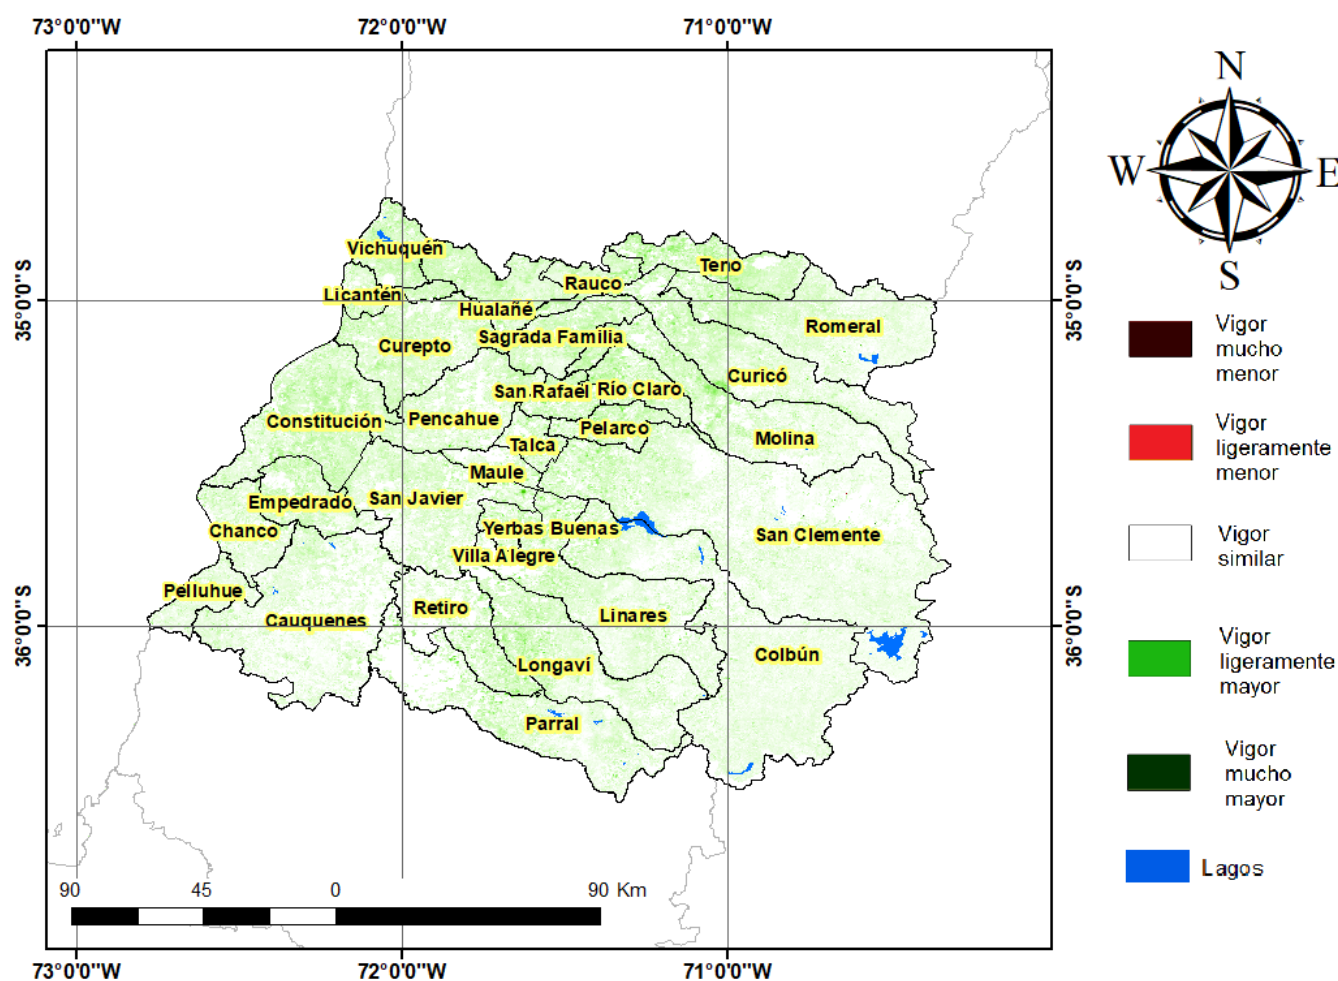 73°0'0"W 72°0'0"W 71°0'0"W
N
W E
S
Vichuquén
Teno
Rauco
Licantén
35°0'0"S 35°0'0"S
Hualañé
Romeral
Sagrada Familia
Curepto
Curicó
San Rafael Río Claro
Constitución Pencahue
Pelarco
Molina
Talca
Maule
Empedrado San Javier
Chanco Yerbas Buenas
San Clemente
Villa Alegre
Pelluhue
Retiro
Cauquenes Linares
36°0'0"S 36°0'0"S
Colbún
Longaví
Parral
Vigor
mucho
menor
Vigor
ligeramente
menor
Vigor
similar
Vigor
ligeramente
mayor
Vigor
mucho
mayor
Lagos
90 45 0 90 Km
73°0'0"W 72°0'0"W 71°0'0"W